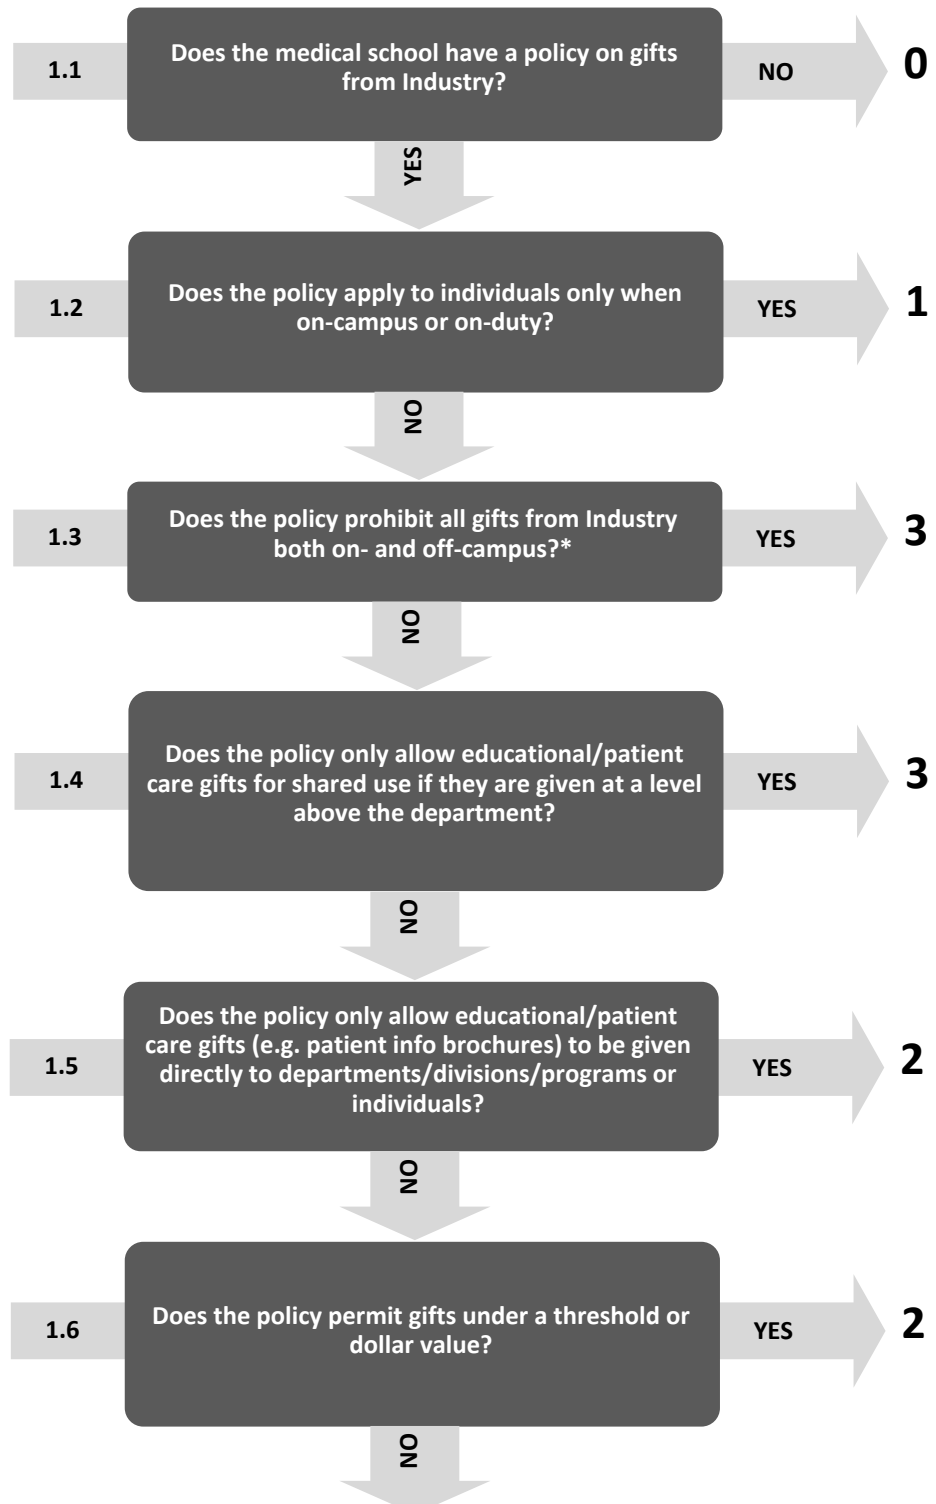 1.1
Does the medical school have a policy on gifts
from Industry?
NO
0
YES
1.2
Does the policy apply to individuals only when
on-campus or on-duty?
YES
1
NO
1.3
Does the policy prohibit all gifts from Industry
both on- and off-campus?*
YES
3
NO
1.4
Does the policy only allow educational/patient
care gifts for shared use if they are given at a level
above the department?
YES
3
NO
1.5
Does the policy only allow educational/patient
care gifts (e.g. patient info brochures) to be given
directly to departments/divisions/programs or
individuals?
YES
2
NO
1.6
Does the policy permit gifts under a threshold or
dollar value?
YES
2
NO